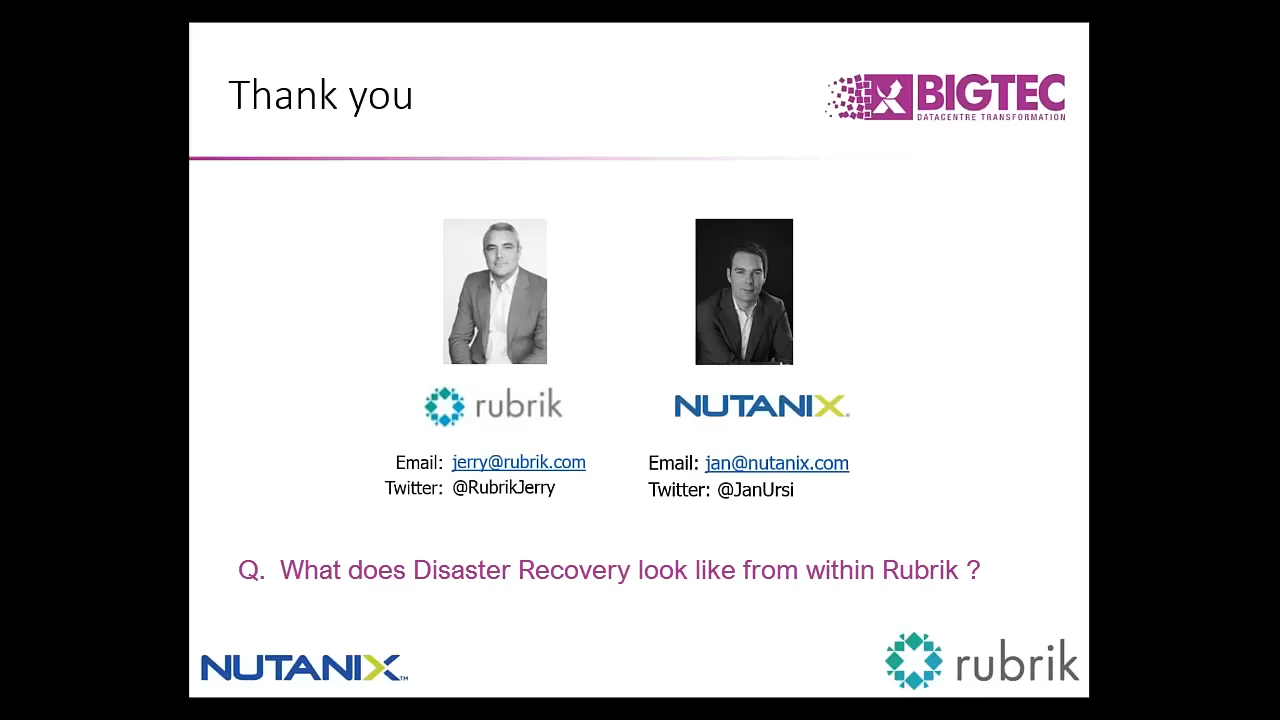 Thank you
BIGTEC
DATACENTRE TRANSFORMATION
rubrik
NUTANIX
Email: jerry@rubrik.com
Twitter: @RubrikJerry
Email: jan@nutanix.com
Twitter: @JanUrsi
Q. What does Disaster Recovery look like from within Rubrik ?
NUTANIX™
rubrik